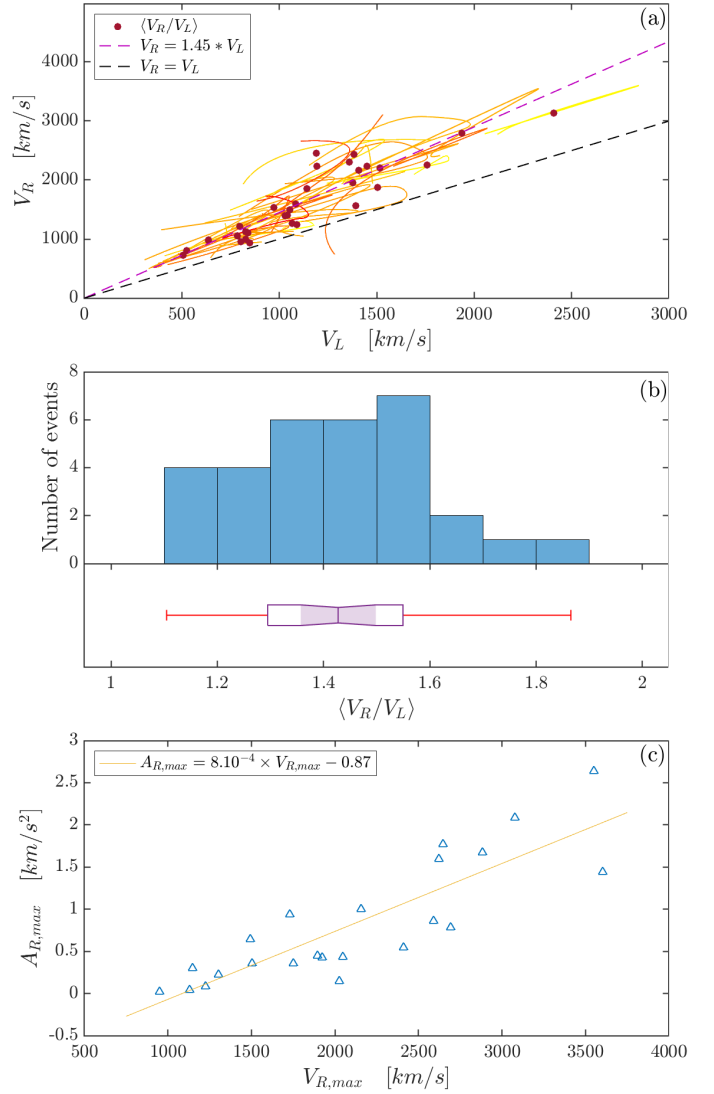 (a)
⟨V_R/V_L⟩
V_R = 1.45 * V_L
V_R = V_L
4000
3000
2000
1000
0
V_R [km/s]
0 500 1000 1500 2000 2500 3000
V_L [km/s]
(b)
8
6
4
2
0
Number of events
1 1.2 1.4 1.6 1.8 2
⟨V_R/V_L⟩
(c)
A_{R,max} = 8.10^{-4} × V_{R,max} − 0.87
3
2.5
2
1.5
1
0.5
0
-0.5
A_{R,max} [km/s^2]
500 1000 1500 2000 2500 3000 3500 4000
V_{R,max} [km/s]